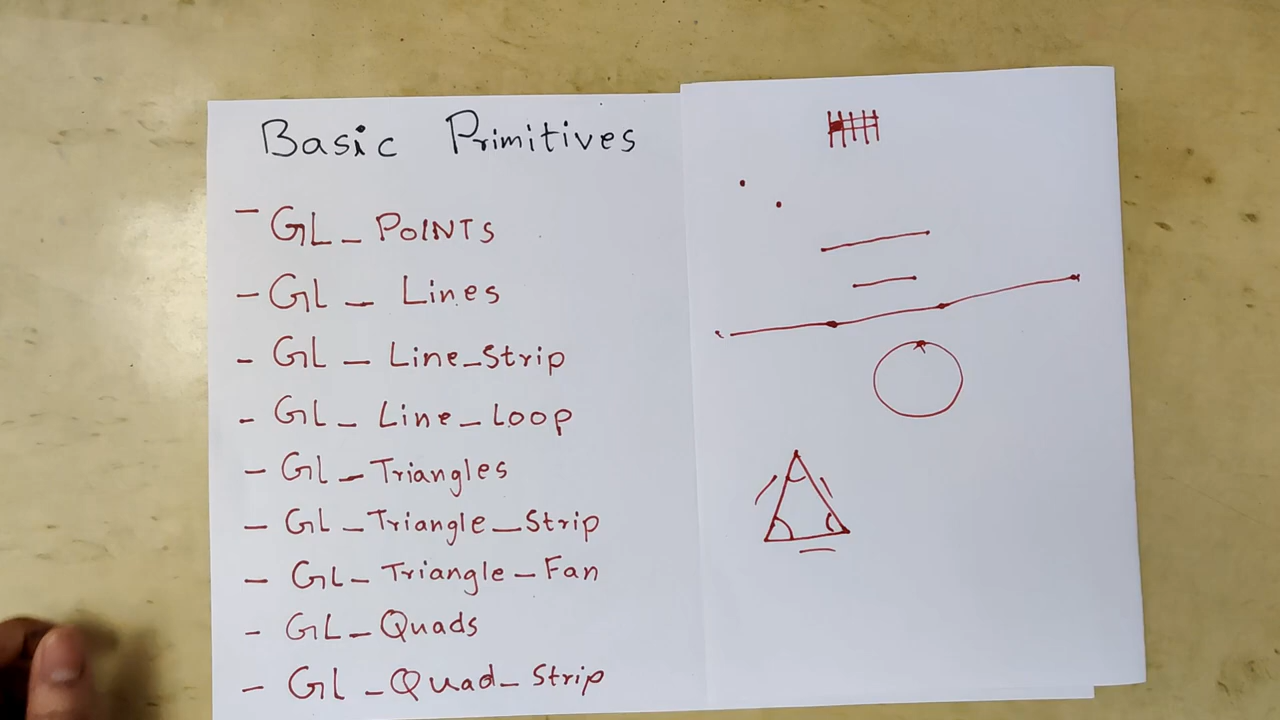 Basic Primitives
- GL_POINTS
- GL_Lines
- GL_Line_Strip
- GL_Line_Loop
- GL_Triangles
- GL_Triangle_Strip
- GL_Triangle_Fan
- GL_Quads
- GL_Quad_Strip